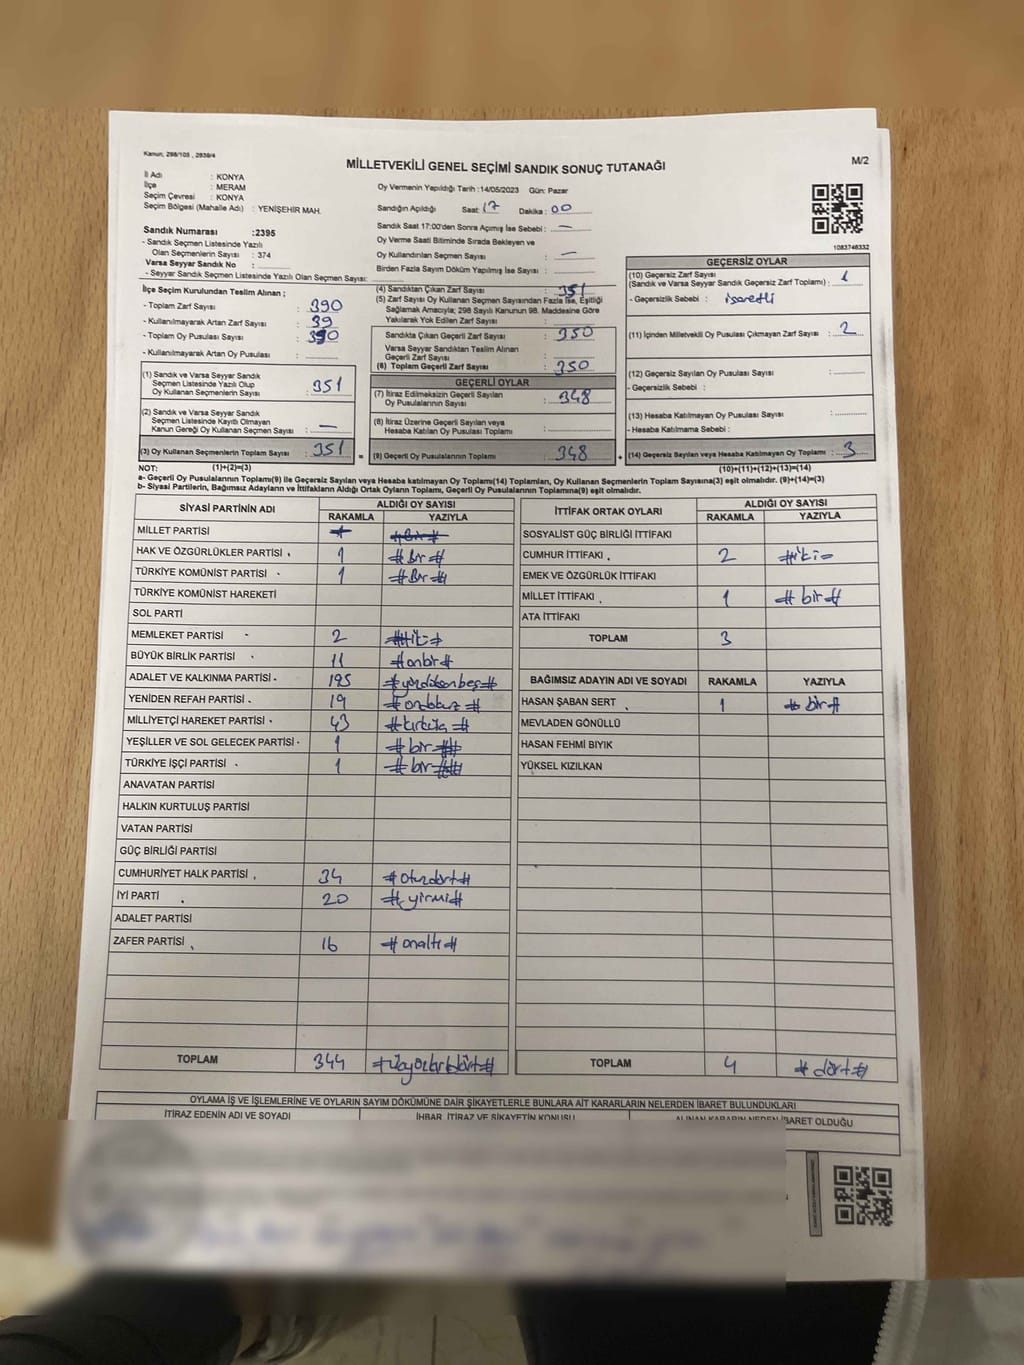 Kanun, 298/105 , 2839/4
MİLLETVEKİLİ GENEL SEÇİMİ SANDIK SONUÇ TUTANAĞI
M/2
İl Adı : KONYA
İlçe : MERAM
Seçim Çevresi : KONYA
Seçim Bölgesi (Mahalle Adı) : YENİŞEHİR MAH.
Sandık Numarası :2395
- Sandık Seçmen Listesinde Yazılı
Olan Seçmenlerin Sayısı : 374
Varsa Seyyar Sandık No :
- Seyyar Sandık Seçmen Listesinde Yazılı Olan Seçmen Sayısı:
Oy Vermenin Yapıldığı Tarih :14/05/2023 Gün: Pazar
Sandığın Açıldığı Saat: 17 Dakika : 00
Sandık Saat 17:00'den Sonra Açımış İse Sebebi : —
Oy Verme Saati Bitiminde Sırada Bekleyen ve
Oy Kullandırılan Seçmen Sayısı : —
Birden Fazla Sayım Döküm Yapılmış İse Sayısı :
1083746332
İlçe Seçim Kurulundan Teslim Alınan ;
- Toplam Zarf Sayısı : 390
- Kullanılmayarak Artan Zarf Sayısı : 39
- Toplam Oy Pusulası Sayısı : 390
- Kullanılmayarak Artan Oy Pusulası :
(1) Sandık ve Varsa Seyyar Sandık
Seçmen Listesinde Yazılı Olup
Oy Kullanan Seçmenlerin Sayısı : 351
(2) Sandık ve Varsa Seyyar Sandık
Seçmen Listesinde Kayıtlı Olmayan
Kanun Gereği Oy Kullanan Seçmen Sayısı : —
(3) Oy Kullanan Seçmenlerin Toplam Sayısı : 351
(4) Sandıktan Çıkan Zarf Sayısı : 351
(5) Zarf Sayısı Oy Kullanan Seçmen Sayısından Fazla İse, Eşitliği
Sağlamak Amacıyla; 298 Sayılı Kanunun 98. Maddesine Göre
Yakılarak Yok Edilen Zarf Sayısı :
Sandıkta Çıkan Geçerli Zarf Sayısı : 350
Varsa Seyyar Sandıktan Teslim Alınan
Geçerli Zarf Sayısı :
(6) Toplam Geçerli Zarf Sayısı : 350
GEÇERLİ OYLAR
(7) İtiraz Edilmeksizin Geçerli Sayılan
Oy Pusulalarının Sayısı : 348
(8) İtiraz Üzerine Geçerli Sayılan veya
Hesaba Katılan Oy Pusulası Toplamı :
= (9) Geçerli Oy Pusulalarının Toplamı : 348
GEÇERSİZ OYLAR
(10) Geçersiz Zarf Sayısı
(Sandık ve Varsa Seyyar Sandık Geçersiz Zarf Toplamı) : 1
- Geçersizlik Sebebi : işaretli
(11) İçinden Milletvekili Oy Pusulası Çıkmayan Zarf Sayısı : 2
(12) Geçersiz Sayılan Oy Pusulası Sayısı :
- Geçersizlik Sebebi :
(13) Hesaba Katılmayan Oy Pusulası Sayısı :
- Hesaba Katılmama Sebebi :
+ (14) Geçersiz Sayılan veya Hesaba Katılmayan Oy Toplamı : 3
NOT: (1)+(2)=(3) (10)+(11)+(12)+(13)=(14)
a- Geçerli Oy Pusulalarının Toplamı(9) ile Geçersiz Sayılan veya Hesaba katılmayan Oy Toplamı(14) Toplamları, Oy Kullanan Seçmenlerin Toplam Sayısına(3) eşit olmalıdır. (9)+(14)=(3)
b- Siyasi Partilerin, Bağımsız Adayların ve İttifakların Aldığı Ortak Oyların Toplamı, Geçerli Oy Pusulalarının Toplamına(9) eşit olmalıdır.
SİYASİ PARTİNİN ADI ALDIĞI OY SAYISI
RAKAMLA YAZIYLA
MİLLET PARTİSİ
HAK VE ÖZGÜRLÜKLER PARTİSİ 1 #Bir#
TÜRKİYE KOMÜNİST PARTİSİ 1 #Bir#
TÜRKİYE KOMÜNİST HAREKETİ
SOL PARTİ
MEMLEKET PARTİSİ 2 #iki#
BÜYÜK BİRLİK PARTİSİ 11 #onbir#
ADALET VE KALKINMA PARTİSİ 195 #yüzdoksanbeş#
YENİDEN REFAH PARTİSİ 19 #ondokuz#
MİLLİYETÇİ HAREKET PARTİSİ 43 #kırküç#
YEŞİLLER VE SOL GELECEK PARTİSİ 1 #bir#
TÜRKİYE İŞÇİ PARTİSİ 1 #bir#
ANAVATAN PARTİSİ
HALKIN KURTULUŞ PARTİSİ
VATAN PARTİSİ
GÜÇ BİRLİĞİ PARTİSİ
CUMHURİYET HALK PARTİSİ 34 #otuzdört#
İYİ PARTİ 20 #yirmi#
ADALET PARTİSİ
ZAFER PARTİSİ 16 #onaltı#
TOPLAM 344 #üçyüzkırkdört#
İTTİFAK ORTAK OYLARI ALDIĞI OY SAYISI
RAKAMLA YAZIYLA
SOSYALİST GÜÇ BİRLİĞİ İTTİFAKI
CUMHUR İTTİFAKI 2 #iki=
EMEK VE ÖZGÜRLÜK İTTİFAKI
MİLLET İTTİFAKI 1 #bir#
ATA İTTİFAKI
TOPLAM 3
BAĞIMSIZ ADAYIN ADI VE SOYADI RAKAMLA YAZIYLA
HASAN ŞABAN SERT 1 #bir#
MEVLADEN GÖNÜLLÜ
HASAN FEHMİ BIYIK
YÜKSEL KIZILKAN
TOPLAM 4 #dört#
OYLAMA İŞ VE İŞLEMLERİNE VE OYLARIN SAYIM DÖKÜMÜNE DAİR ŞİKAYETLERLE BUNLARA AİT KARARLARIN NELERDEN İBARET BULUNDUKLARI
İTİRAZ EDENİN ADI VE SOYADI İHBAR, İTİRAZ VE ŞİKAYETİN KONUSU ALINAN KARARIN NEDEN İBARET OLDUĞU